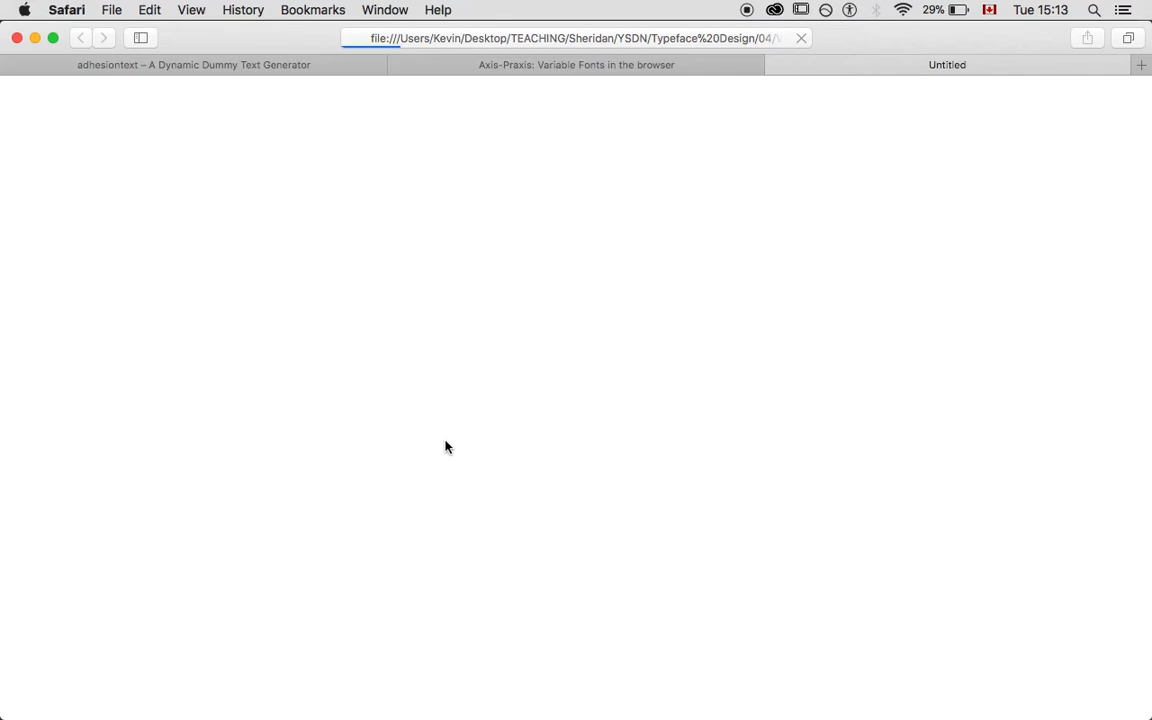 Safari File Edit View History Bookmarks Window Help 29% Tue 15:13
file:///Users/Kevin/Desktop/TEACHING/Sheridan/YSDN/Typeface%20Design/04/
adhesiontext – A Dynamic Dummy Text Generator Axis-Praxis: Variable Fonts in the browser Untitled